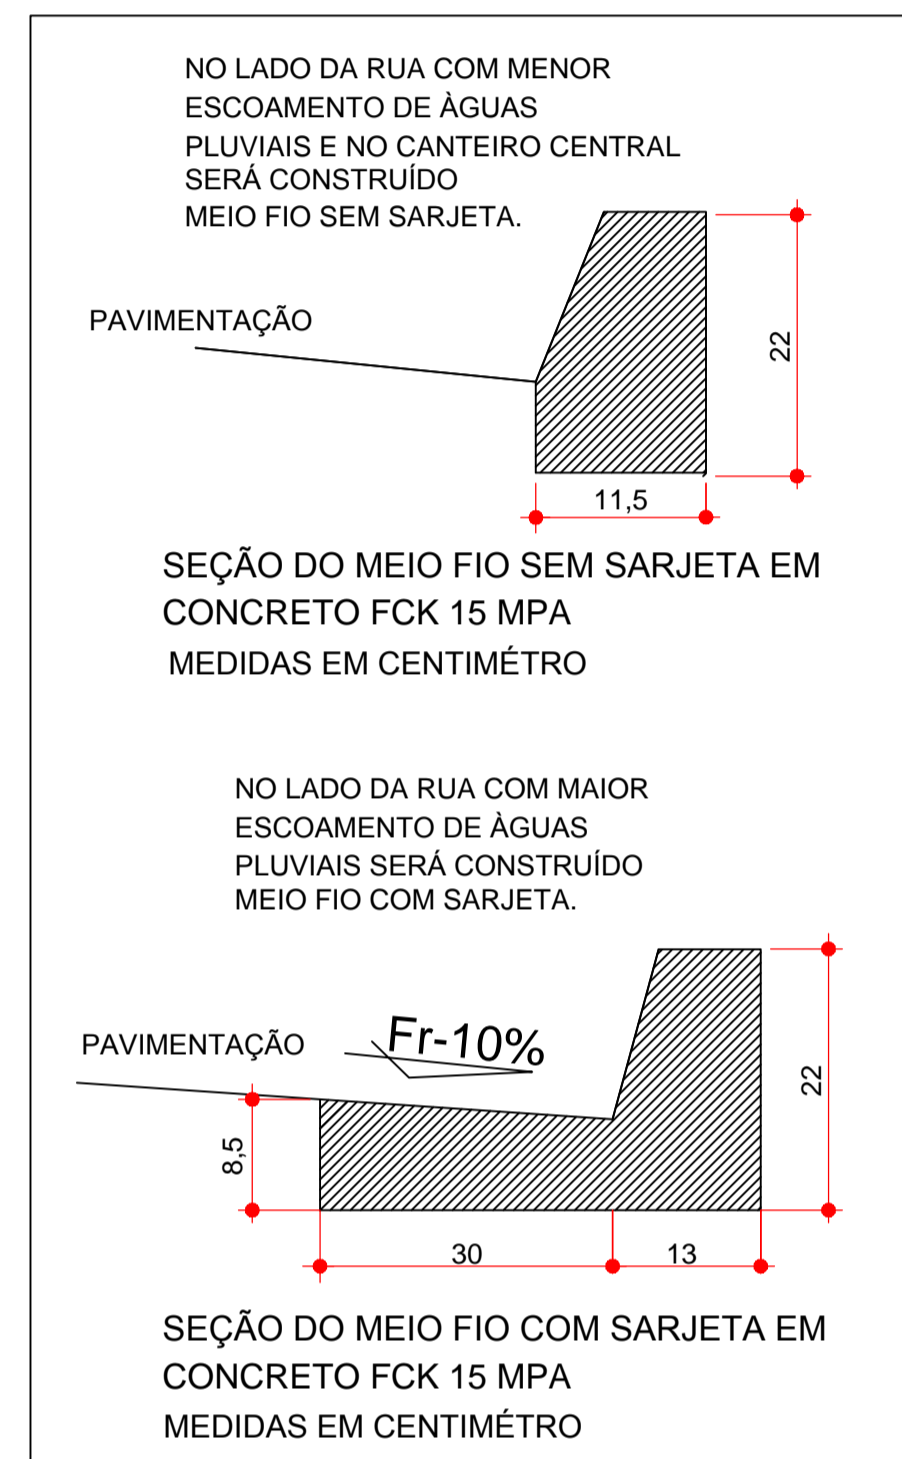 NO LADO DA RUA COM MENOR
ESCOAMENTO DE ÀGUAS
PLUVIAIS E NO CANTEIRO CENTRAL
SERÁ CONSTRUÍDO
MEIO FIO SEM SARJETA.
PAVIMENTAÇÃO
22
11,5
SEÇÃO DO MEIO FIO SEM SARJETA EM
CONCRETO FCK 15 MPA
MEDIDAS EM CENTIMÉTRO
NO LADO DA RUA COM MAIOR
ESCOAMENTO DE ÀGUAS
PLUVIAIS SERÁ CONSTRUÍDO
MEIO FIO COM SARJETA.
PAVIMENTAÇÃO
Fr-10%
22
8,5
30
13
SEÇÃO DO MEIO FIO COM SARJETA EM
CONCRETO FCK 15 MPA
MEDIDAS EM CENTIMÉTRO